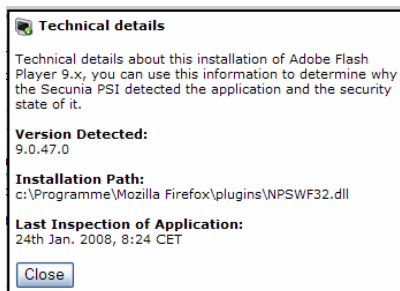 Technical details
Technical details about this installation of Adobe Flash
Player 9.x, you can use this information to determine why
the Secunia PSI detected the application and the security
state of it.
Version Detected:
9.0.47.0
Installation Path:
c:\Programme\Mozilla Firefox\plugins\NPSWF32.dll
Last Inspection of Application:
24th Jan. 2008, 8:24 CET
Close